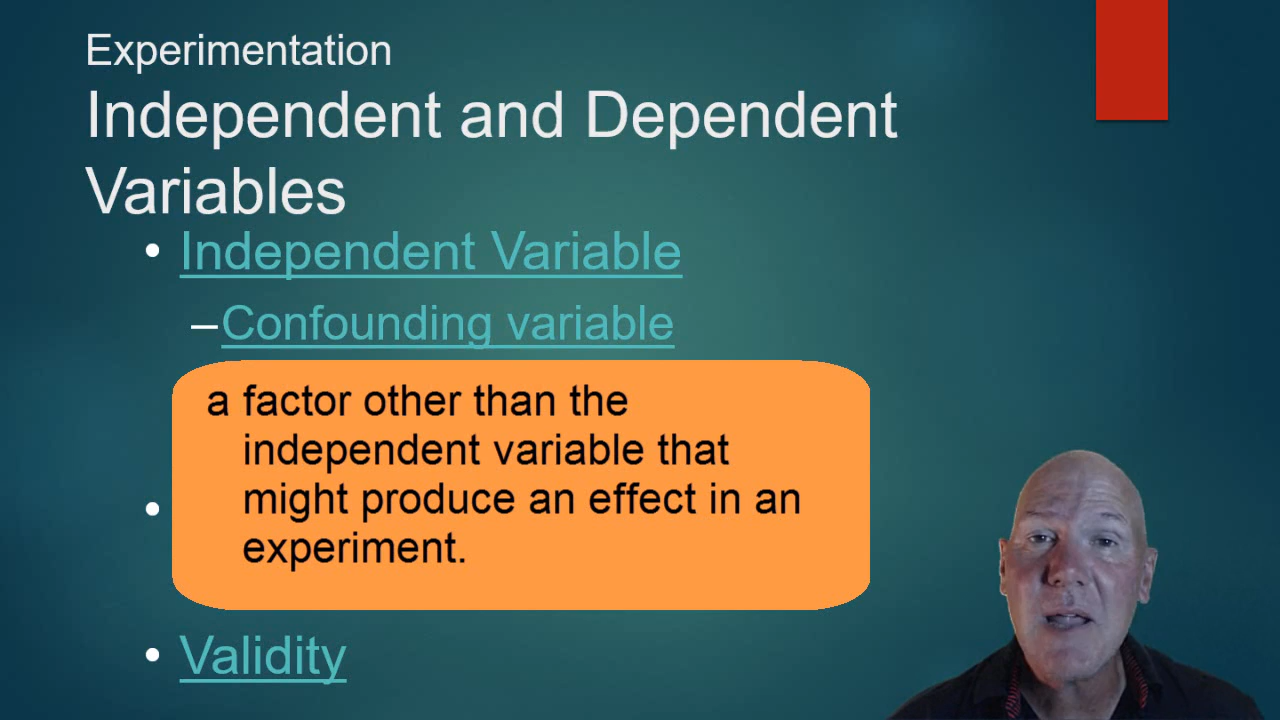 Experimentation
Independent and Dependent
Variables
• Independent Variable
–Confounding variable
a factor other than the
independent variable that
might produce an effect in an
experiment.
•
• Validity